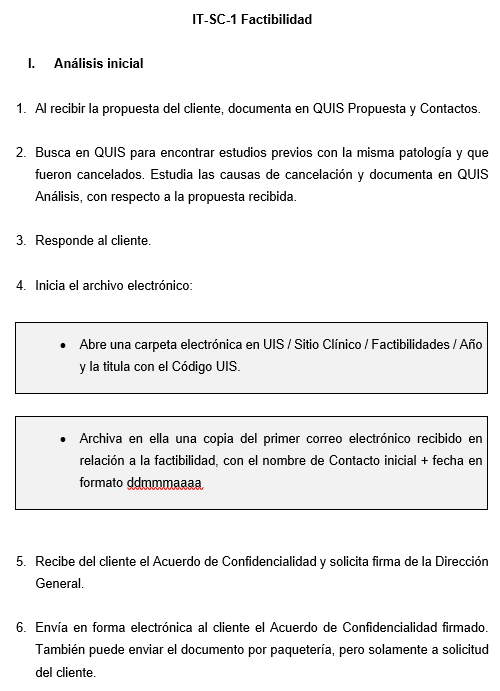 IT-SC-1 Factibilidad
I. Análisis inicial
1. Al recibir la propuesta del cliente, documenta en QUIS Propuesta y Contactos.
2. Busca en QUIS para encontrar estudios previos con la misma patología y que
fueron cancelados. Estudia las causas de cancelación y documenta en QUIS
Análisis, con respecto a la propuesta recibida.
3. Responde al cliente.
4. Inicia el archivo electrónico:
• Abre una carpeta electrónica en UIS / Sitio Clínico / Factibilidades / Año
y la titula con el Código UIS.
• Archiva en ella una copia del primer correo electrónico recibido en
relación a la factibilidad, con el nombre de Contacto inicial + fecha en
formato ddmmmaaaa
5. Recibe del cliente el Acuerdo de Confidencialidad y solicita firma de la Dirección
General.
6. Envía en forma electrónica al cliente el Acuerdo de Confidencialidad firmado.
También puede enviar el documento por paquetería, pero solamente a solicitud
del cliente.